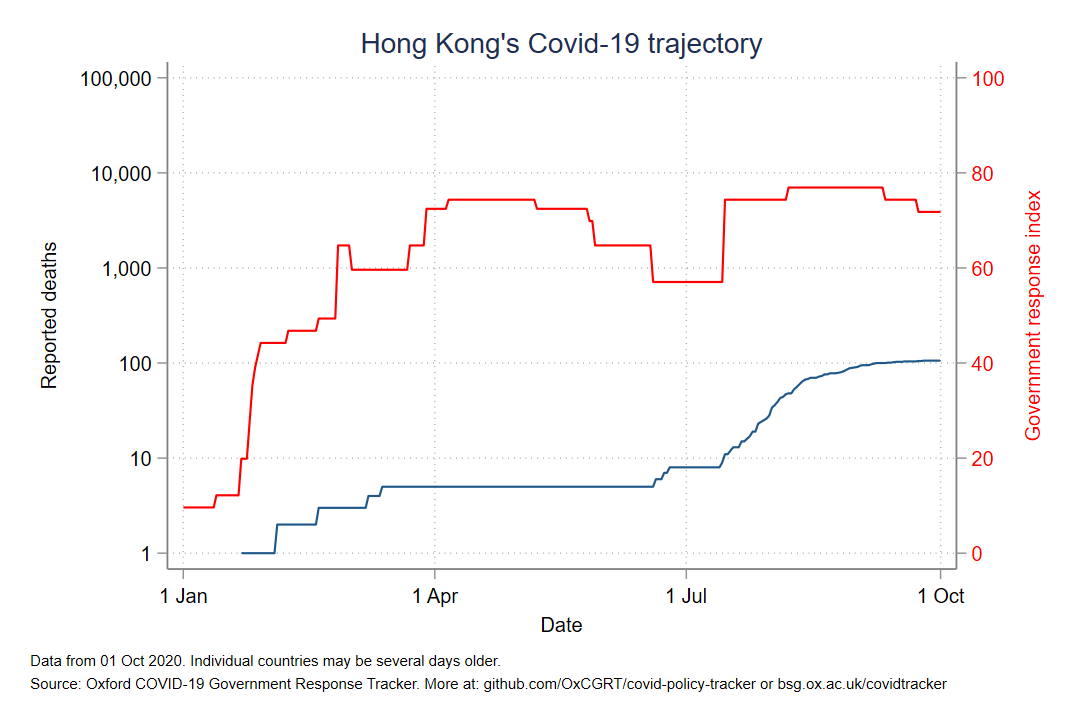 Hong Kong's Covid-19 trajectory
100,000
10,000
1,000
100
10
1
Reported deaths
100
80
60
40
20
0
Government response index
1 Jan
1 Apr
1 Jul
1 Oct
Date
Data from 01 Oct 2020. Individual countries may be several days older.
Source: Oxford COVID-19 Government Response Tracker. More at: github.com/OxCGRT/covid-policy-tracker or bsg.ox.ac.uk/covidtracker